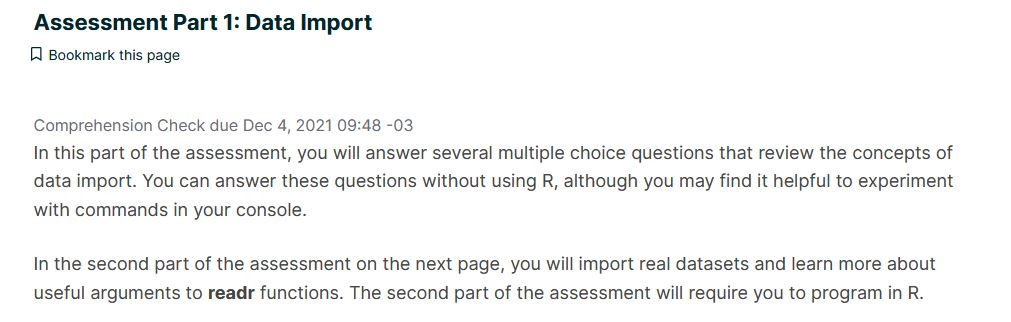 Assessment Part 1: Data Import
Bookmark this page
Comprehension Check due Dec 4, 2021 09:48 -03
In this part of the assessment, you will answer several multiple choice questions that review the concepts of
data import. You can answer these questions without using R, although you may find it helpful to experiment
with commands in your console.
In the second part of the assessment on the next page, you will import real datasets and learn more about
useful arguments to readr functions. The second part of the assessment will require you to program in R.